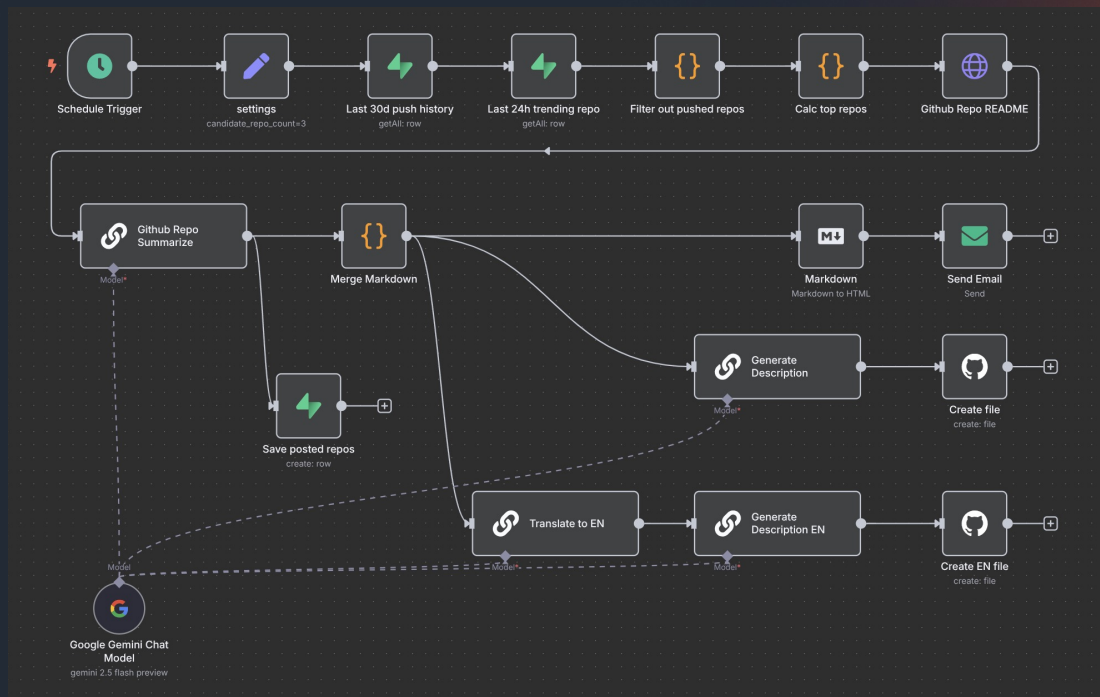 Schedule Trigger
settings
candidate_repo_count=3
Last 30d push history
getAll: row
Last 24h trending repo
getAll: row
Filter out pushed repos
Calc top repos
Github Repo README
Github Repo
Summarize
Model*
Merge Markdown
M
Markdown
Markdown to HTML
Send Email
Send
Generate
Description
Model*
Create file
create: file
Save posted repos
create: row
Translate to EN
Model*
Generate
Description EN
Model*
Create EN file
create: file
Model
G
Google Gemini Chat
Model
gemini 2.5 flash preview